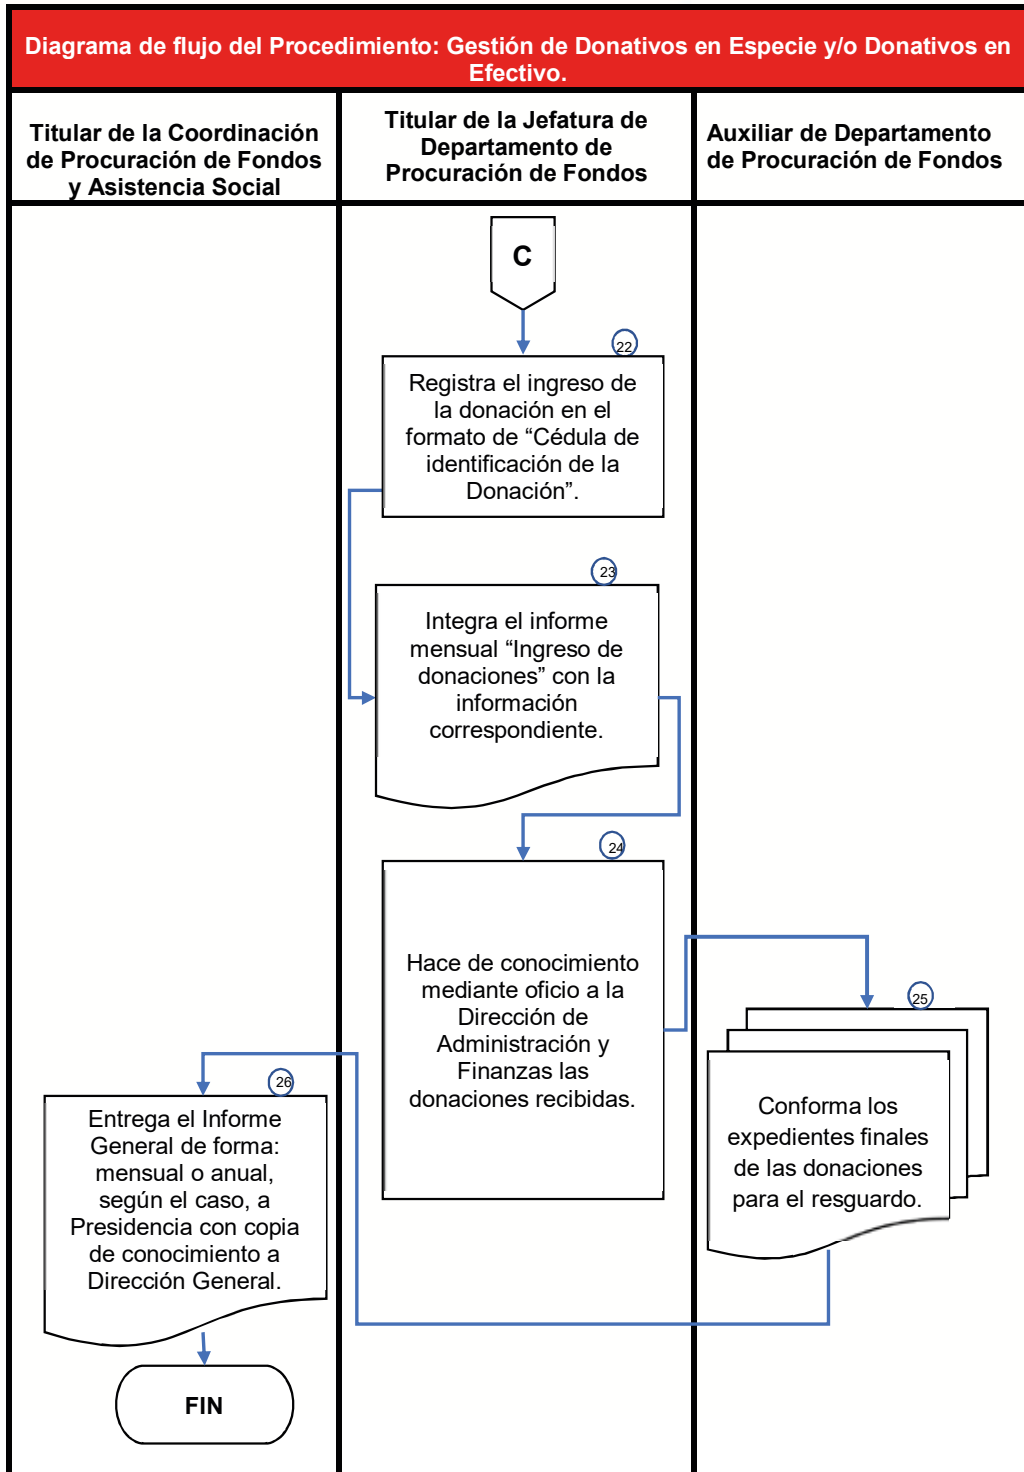 Diagrama de flujo del Procedimiento: Gestión de Donativos en Especie y/o Donativos en
Efectivo.
Titular de la Coordinación
de Procuración de Fondos
y Asistencia Social
Titular de la Jefatura de
Departamento de
Procuración de Fondos
Auxiliar de Departamento
de Procuración de Fondos
C
22
Registra el ingreso de
la donación en el
formato de “Cédula de
identificación de la
Donación”.
23
Integra el informe
mensual “Ingreso de
donaciones” con la
información
correspondiente.
24
Hace de conocimiento
mediante oficio a la
Dirección de
Administración y
Finanzas las
donaciones recibidas.
25
Conforma los
expedientes finales
de las donaciones
para el resguardo.
26
Entrega el Informe
General de forma:
mensual o anual,
según el caso, a
Presidencia con copia
de conocimiento a
Dirección General.
FIN